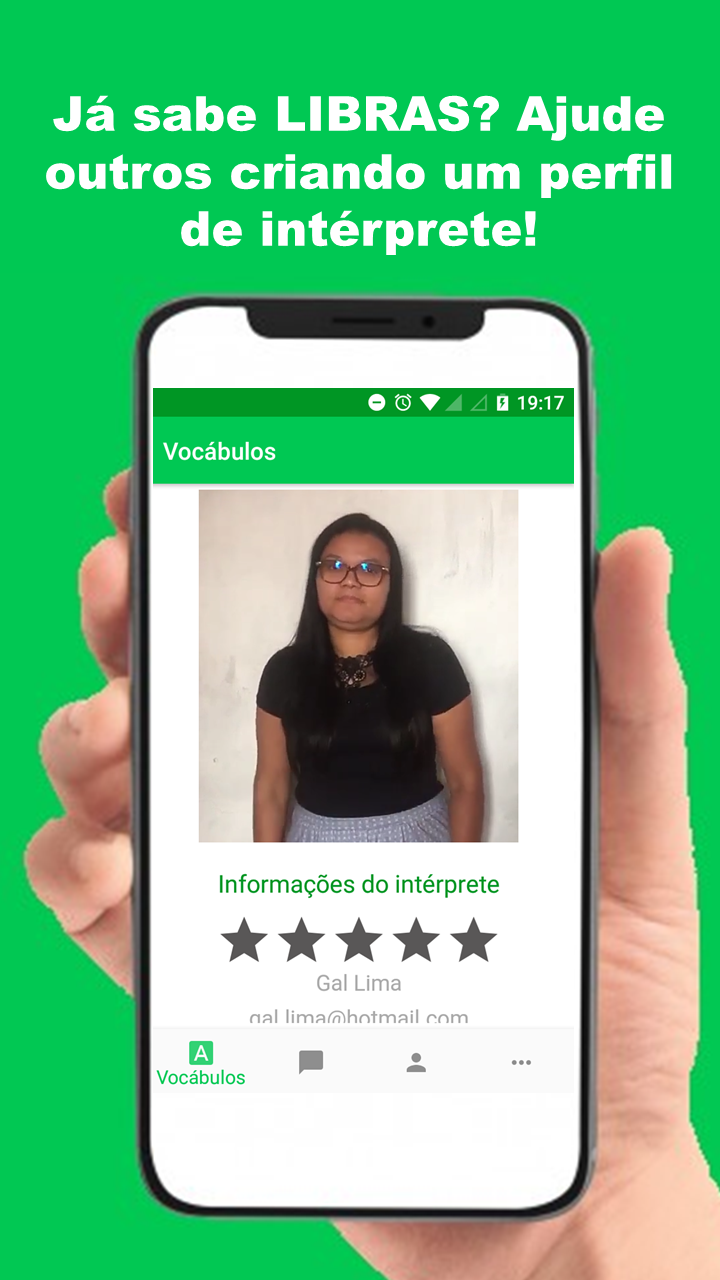 Já sabe LIBRAS? Ajude
outros criando um perfil
de intérprete!
19:17
Vocábulos
Informações do intérprete
Gal Lima
gal.lima@hotmail.com
A
Vocábulos